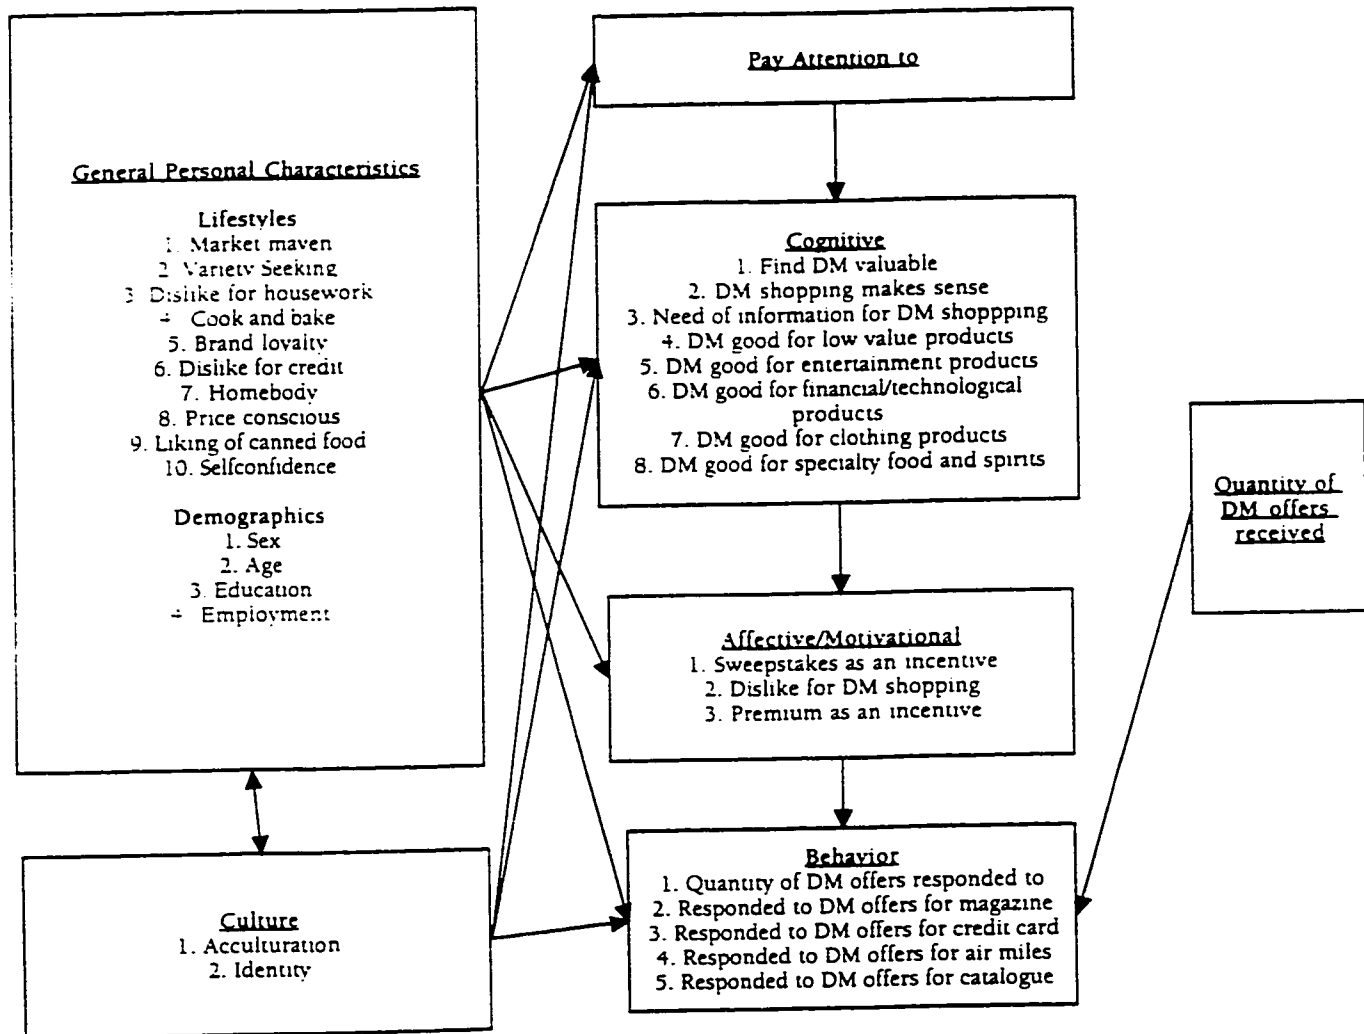 General Personal Characteristics
Lifestyles
1. Market maven
2. Variety Seeking
3. Dislike for housework
4. Cook and bake
5. Brand loyalty
6. Dislike for credit
7. Homebody
8. Price conscious
9. Liking of canned food
10. Selfconfidence
Demographics
1. Sex
2. Age
3. Education
4. Employment
Culture
1. Acculturation
2. Identity
Pay Attention to
Cognitive
1. Find DM valuable
2. DM shopping makes sense
3. Need of information for DM shoppping
4. DM good for low value products
5. DM good for entertainment products
6. DM good for financial/technological
products
7. DM good for clothing products
8. DM good for specialty food and spirits
Affective/Motivational
1. Sweepstakes as an incentive
2. Dislike for DM shopping
3. Premium as an incentive
Behavior
1. Quantity of DM offers responded to
2. Responded to DM offers for magazine
3. Responded to DM offers for credit card
4. Responded to DM offers for air miles
5. Responded to DM offers for catalogue
Quantity of
DM offers
received